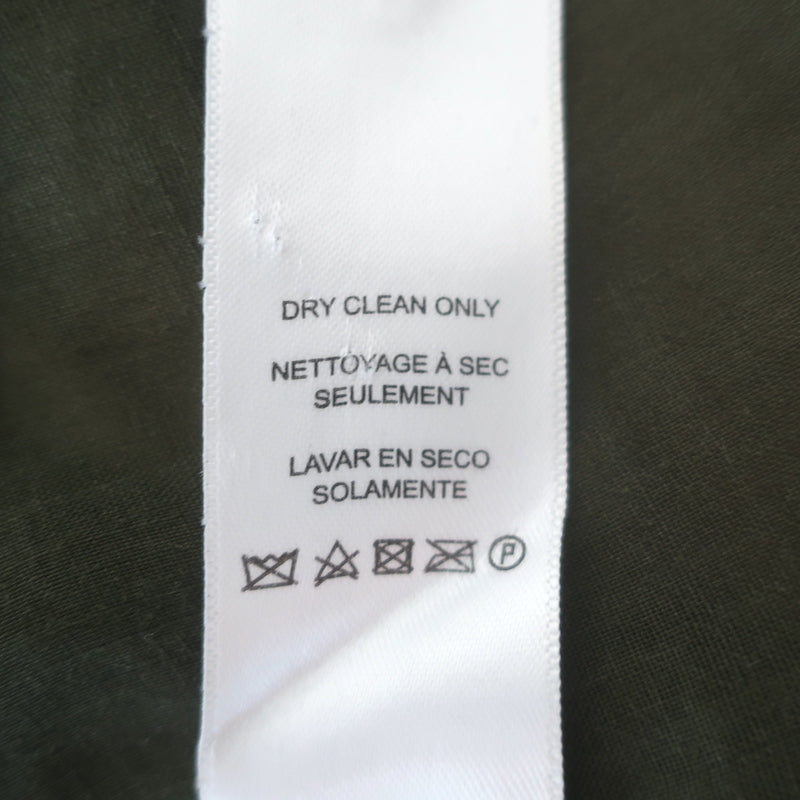 DRY CLEAN ONLY
NETTOYAGE À SEC
SEULEMENT
LAVAR EN SECO
SOLAMENTE
P